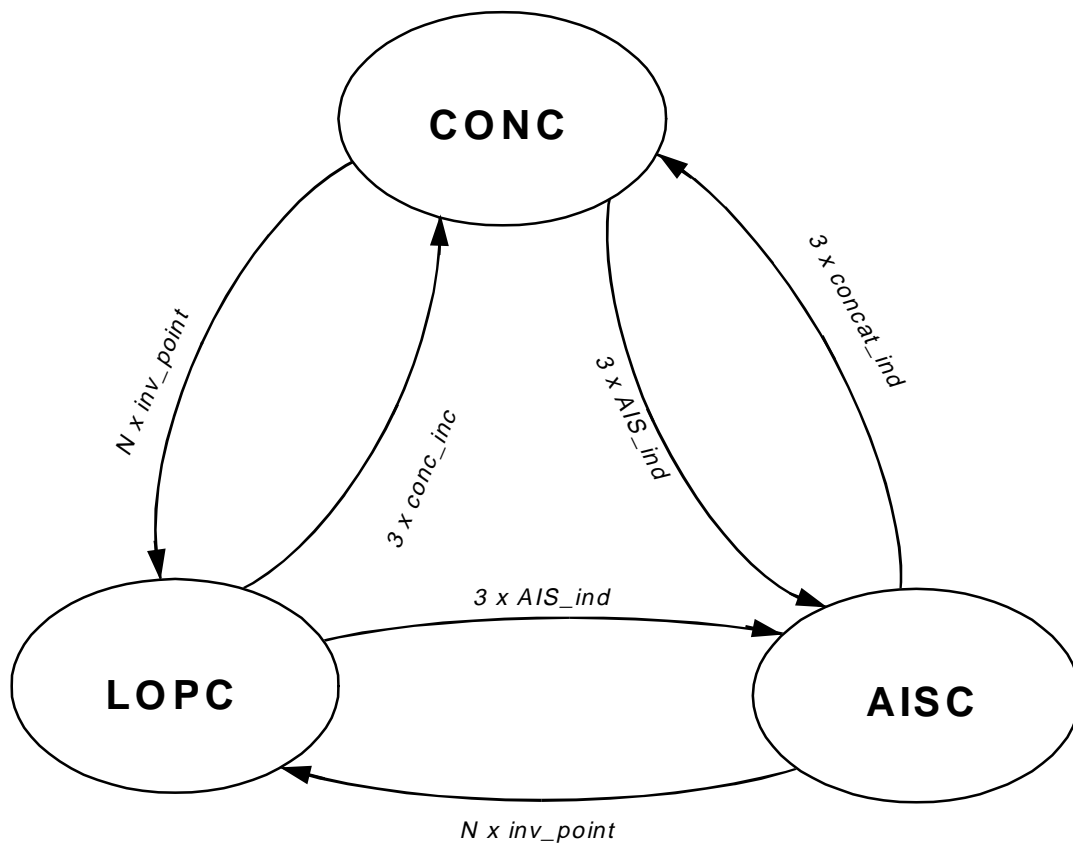 CONC
3 x concat_ind
N x inv_point
3 x AIS_ind
3 x conc_inc
3 x AIS_ind
LOPC
AISC
N x inv_point